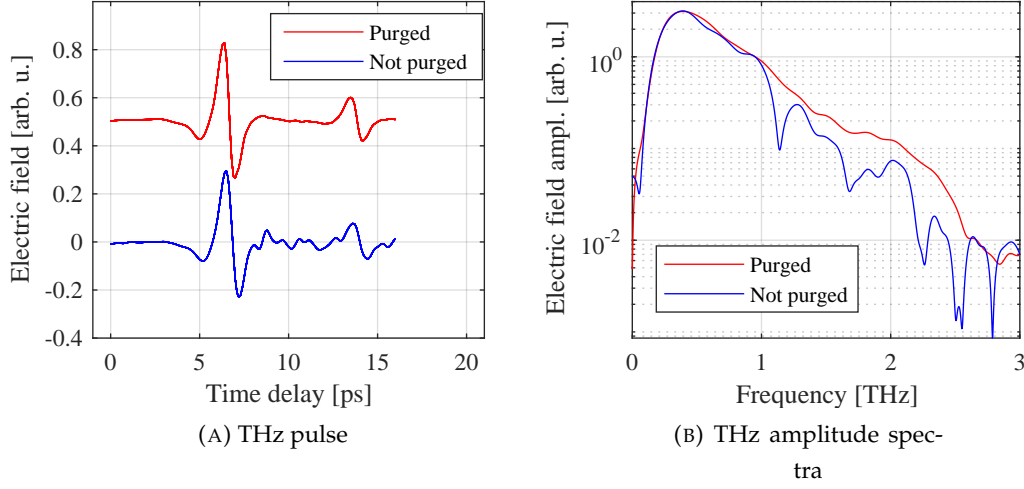 Electric field [arb. u.]
0.8
0.6
0.4
0.2
0
-0.2
-0.4
Purged
Not purged
0 5 10 15 20
Time delay [ps]
(A) THz pulse
Electric field ampl. [arb. u.]
10^0
10^-2
Purged
Not purged
0 1 2 3
Frequency [THz]
(B) THz amplitude spec-
tra